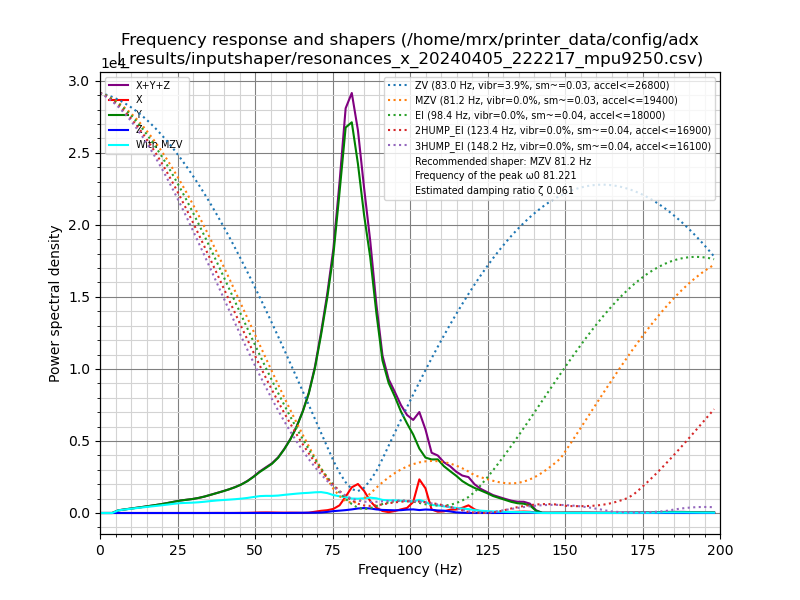 Frequency response and shapers (/home/mrx/printer_data/config/adx
l_results/inputshaper/resonances_x_20240405_222217_mpu9250.csv)
1e4
X+Y+Z
X
Y
Z
With MZV
ZV (83.0 Hz, vibr=3.9%, sm~=0.03, accel<=26800)
MZV (81.2 Hz, vibr=0.0%, sm~=0.03, accel<=19400)
EI (98.4 Hz, vibr=0.0%, sm~=0.04, accel<=18000)
2HUMP_EI (123.4 Hz, vibr=0.0%, sm~=0.04, accel<=16900)
3HUMP_EI (148.2 Hz, vibr=0.0%, sm~=0.04, accel<=16100)
Recommended shaper: MZV 81.2 Hz
Frequency of the peak ω0 81.221
Estimated damping ratio ζ 0.061
Power spectral density
3.0
2.5
2.0
1.5
1.0
0.5
0.0
0 25 50 75 100 125 150 175 200
Frequency (Hz)